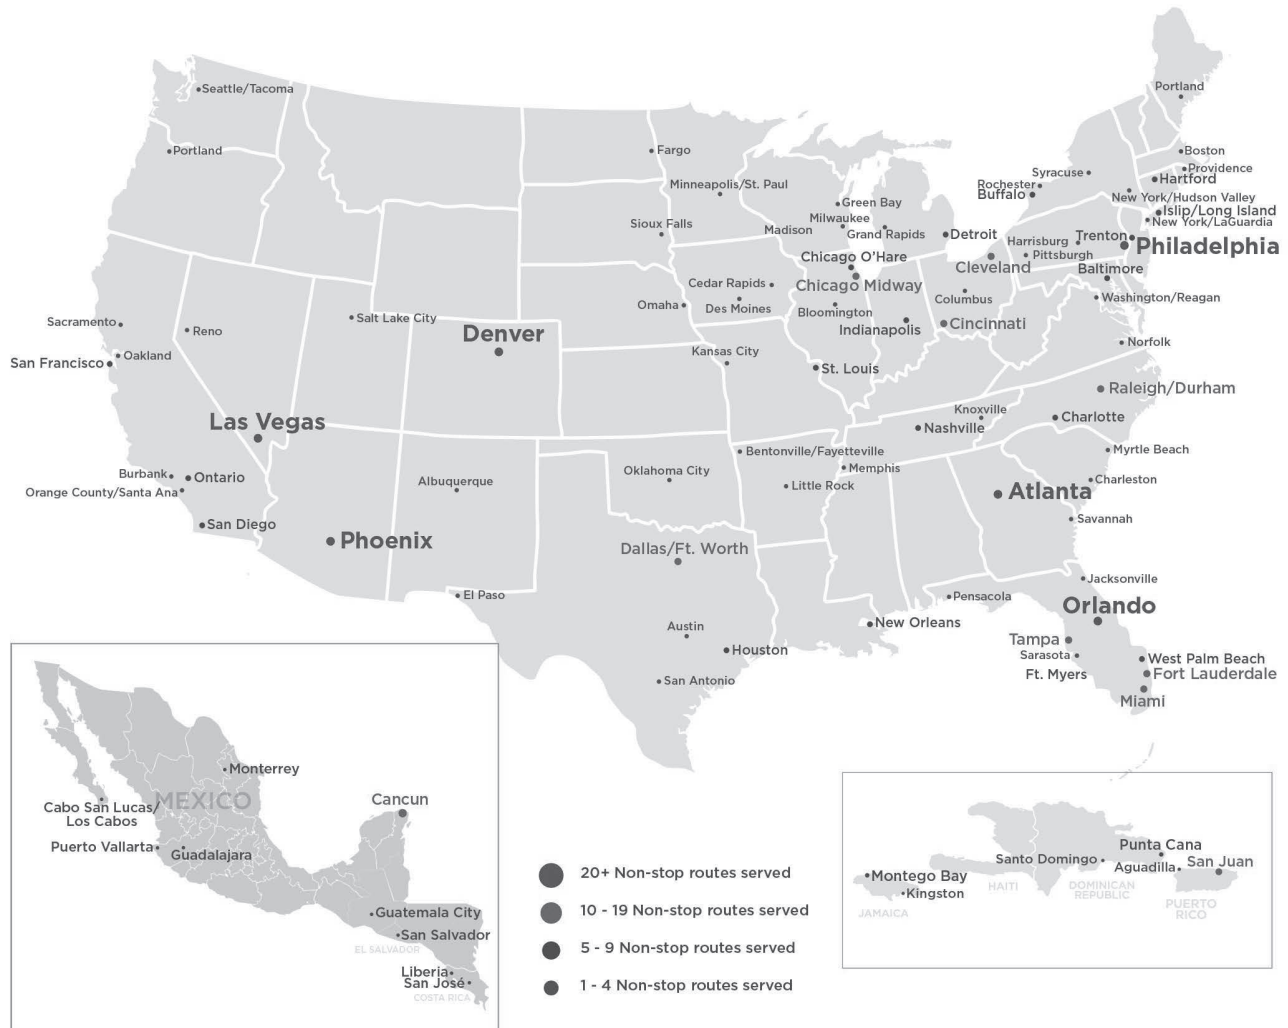 Portland
Seattle/Tacoma
Portland
Fargo
Boston
Syracuse
Providence
Minneapolis/St. Paul
Rochester
Hartford
Buffalo
New York/Hudson Valley
Green Bay
Islip/Long Island
Milwaukee
New York/LaGuardia
Sioux Falls
Madison
Grand Rapids
Detroit
Harrisburg
Trenton
Philadelphia
Pittsburgh
Chicago O'Hare
Cleveland
Baltimore
Cedar Rapids
Chicago Midway
Columbus
Washington/Reagan
Omaha
Des Moines
Bloomington
Salt Lake City
Sacramento
Reno
Denver
Indianapolis
Cincinnati
Norfolk
Oakland
San Francisco
Kansas City
St. Louis
Raleigh/Durham
Las Vegas
Knoxville
Charlotte
Nashville
Bentonville/Fayetteville
Myrtle Beach
Memphis
Burbank
Ontario
Oklahoma City
Albuquerque
Little Rock
Charleston
Orange County/Santa Ana
Atlanta
San Diego
Savannah
Phoenix
Dallas/Ft. Worth
Jacksonville
El Paso
Pensacola
Orlando
Austin
New Orleans
Tampa
Houston
Sarasota
West Palm Beach
Ft. Myers
Fort Lauderdale
San Antonio
Miami
Monterrey
MEXICO
Cancun
Cabo San Lucas/
Los Cabos
Puerto Vallarta
Guadalajara
Guatemala City
San Salvador
EL SALVADOR
Liberia
San José
COSTA RICA
20+ Non-stop routes served
10 - 19 Non-stop routes served
5 - 9 Non-stop routes served
1 - 4 Non-stop routes served
Punta Cana
Santo Domingo
Aguadilla
San Juan
Montego Bay
Kingston
HAITI
DOMINICAN
REPUBLIC
PUERTO
RICO
JAMAICA